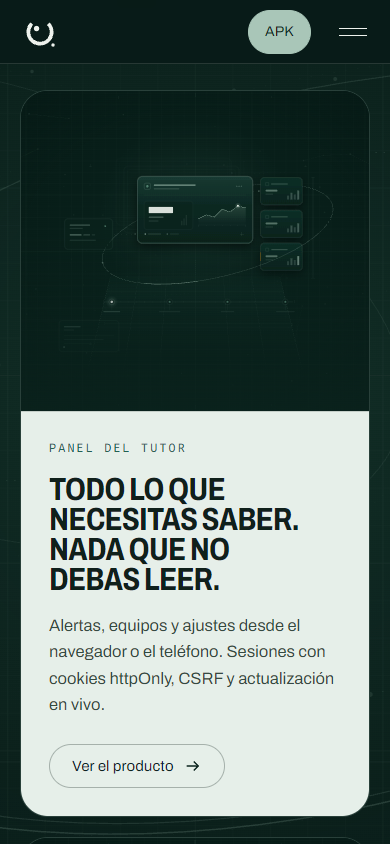 APK
PANEL DEL TUTOR
TODO LO QUE
NECESITAS SABER.
NADA QUE NO
DEBAS LEER.
Alertas, equipos y ajustes desde el
navegador o el teléfono. Sesiones con
cookies httpOnly, CSRF y actualización
en vivo.
Ver el producto